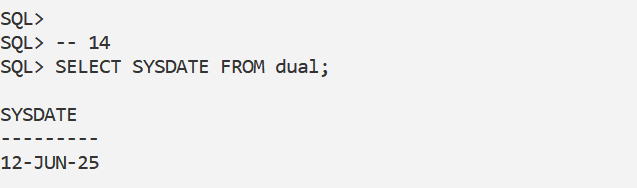 SQL>
SQL> -- 14
SQL> SELECT SYSDATE FROM dual;
SYSDATE
---------
12-JUN-25